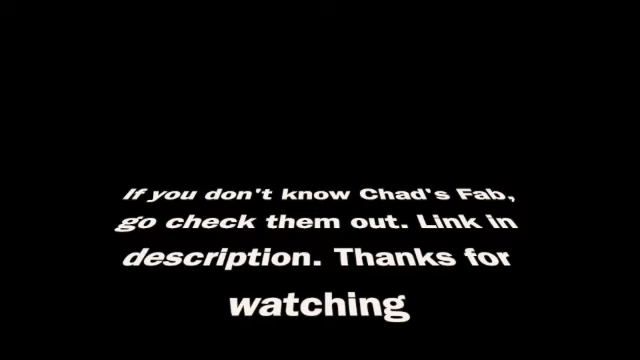 If you don't know Chad's Fab,
go check them out. Link in
description. Thanks for
watching